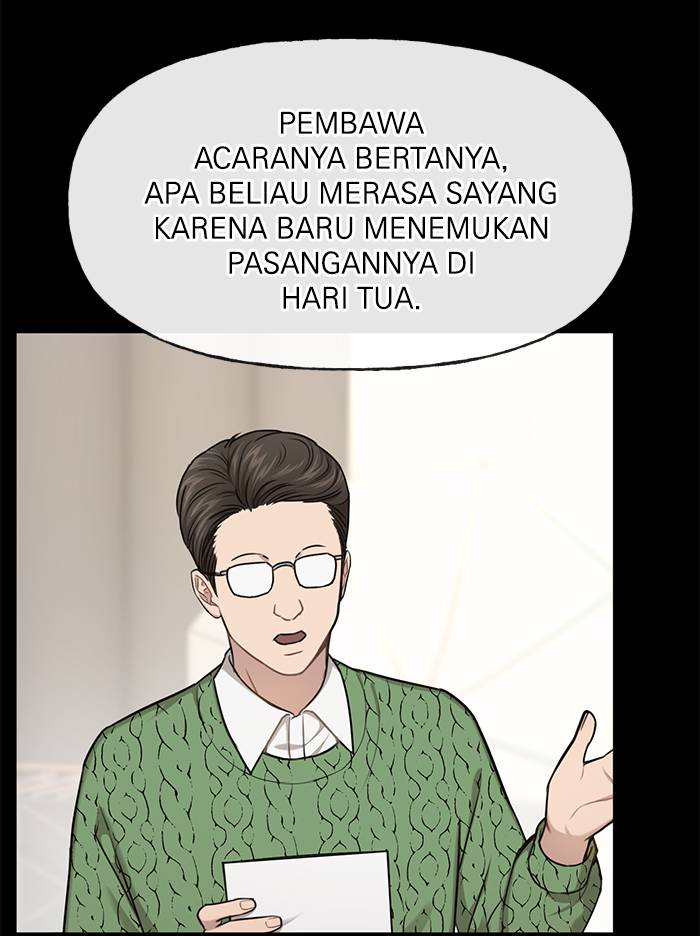 PEMBAWA
ACARANYA BERTANYA,
APA BELIAU MERASA SAYANG
KARENA BARU MENEMUKAN
PASANGANNYA DI
HARI TUA.